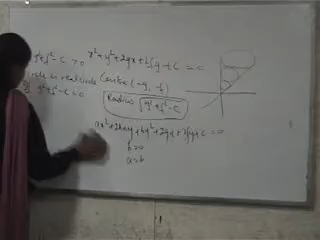 x²+y²+2gx+2fy+c=0
g²+f²-c>0
circle is real circle Centre (-g, -f)
g²+f²-c=0
Radius √g²+f²-c
ax²+2hxy+by²+2gx+2fy+c=0
h=0
a=b